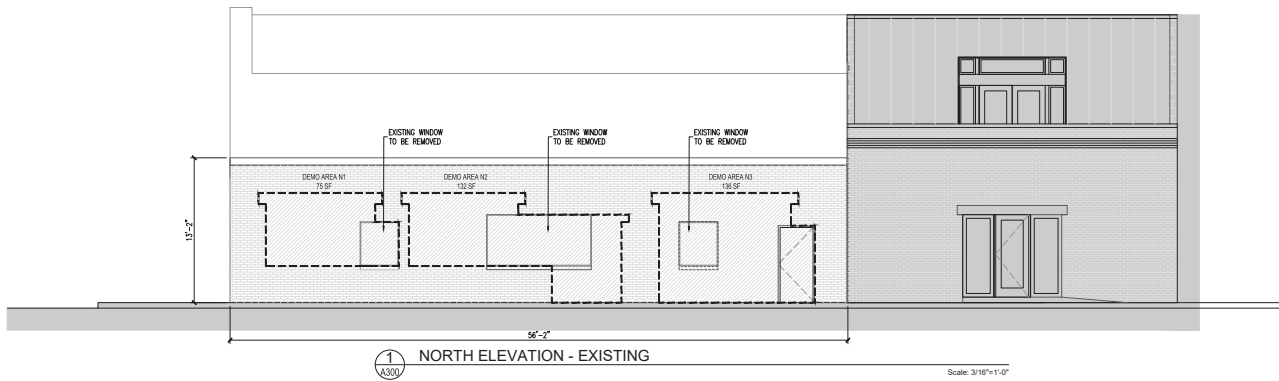 EXISTING WINDOW
TO BE REMOVED
EXISTING WINDOW
TO BE REMOVED
EXISTING WINDOW
TO BE REMOVED
DEMO AREA N1
75 SF
DEMO AREA N2
132 SF
DEMO AREA N3
136 SF
13'-2"
56'-2"
1
A300
NORTH ELEVATION - EXISTING
Scale: 3/16"=1'-0"